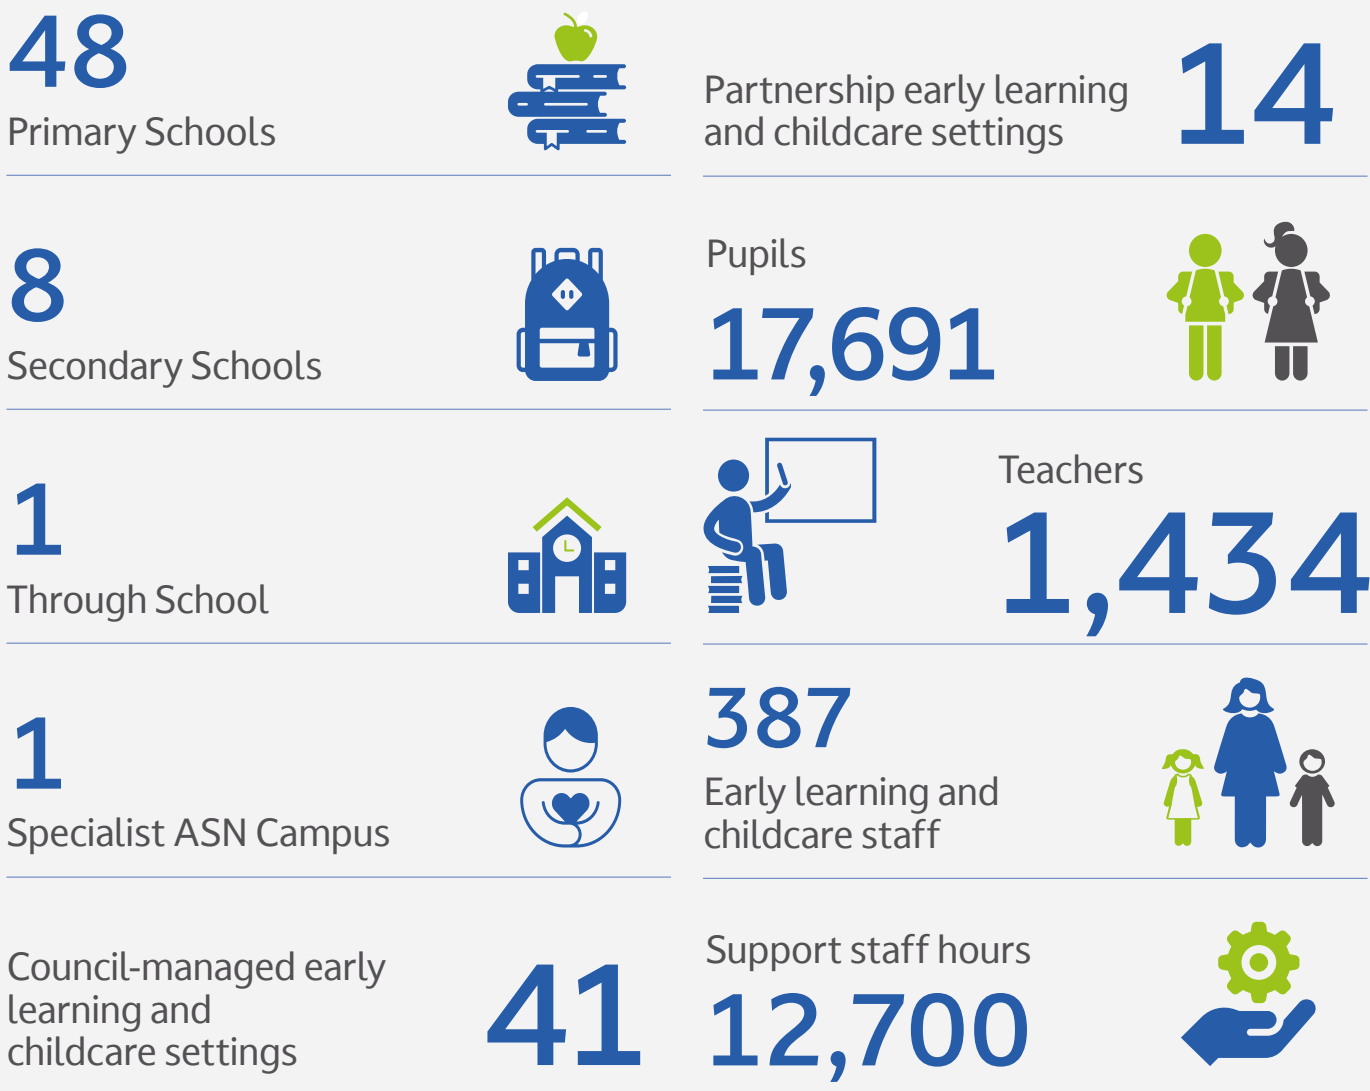 48
Primary Schools
8
Secondary Schools
1
Through School
1
Specialist ASN Campus
Council-managed early
learning and
childcare settings
41
Partnership early learning
and childcare settings
14
Pupils
17,691
Teachers
1,434
387
Early learning and
childcare staff
Support staff hours
12,700